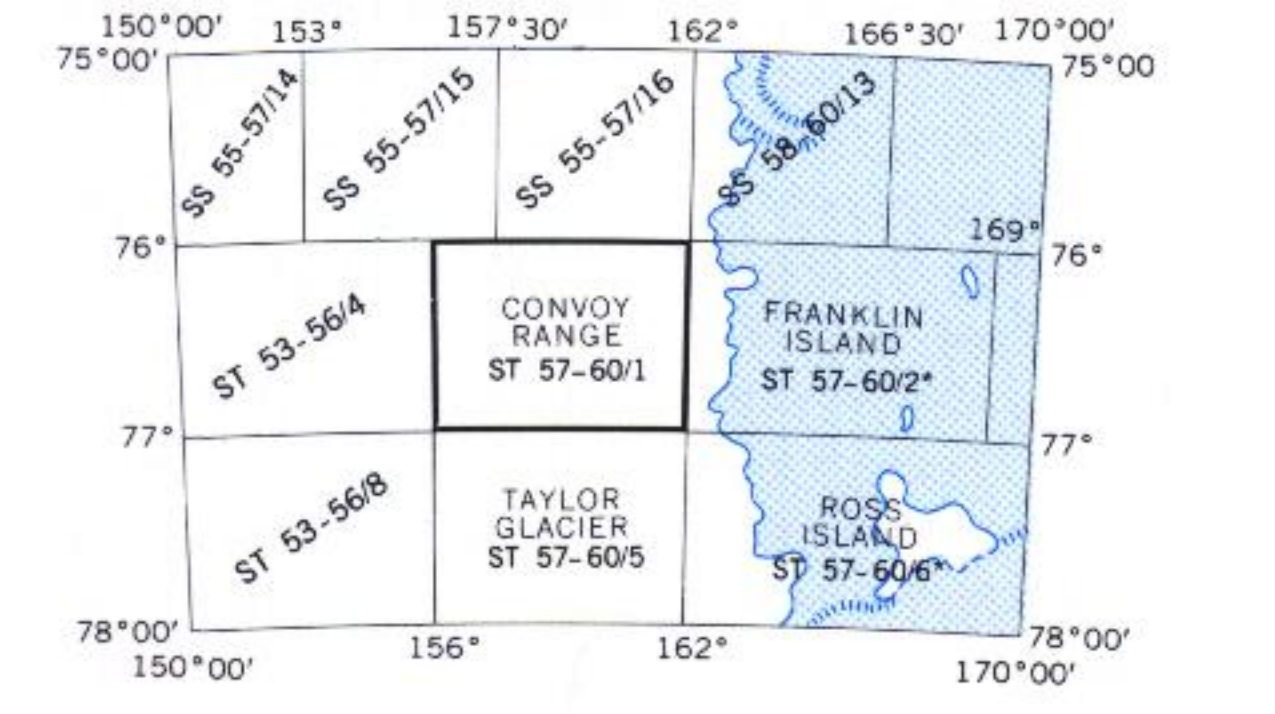 150°00' 153° 157°30' 162° 166°30' 170°00'
75°00' 75°00
SS 55-57/14
SS 55-57/15
SS 55-57/16
SS 58-60/13
169°
76° 76°
ST 53-56/4
CONVOY
RANGE
ST 57-60/1
FRANKLIN
ISLAND
ST 57-60/2*
77° 77°
ST 53-56/8
TAYLOR
GLACIER
ST 57-60/5
ROSS
ISLAND
ST 57-60/6*
78°00' 78°00'
150°00' 156° 162° 170°00'